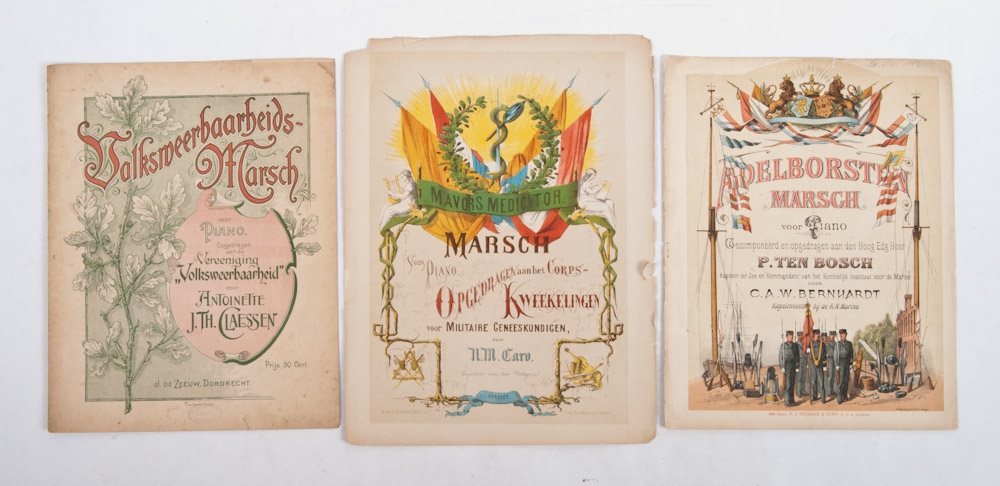 Volksweerbaarheids-
Marsch
VOOR
PIANO.
Opgedragen
aan de
Vereeniging
„Volksweerbaarheid”
door
ANTOINETTE
J. TH. CLAESSEN
Prijs, 50 Cent.
d. DE ZEEUW, DORDRECHT.
MAVORS MEDICATOR.
MARSCH
Voor PIANO.
OPGEDRAGEN aan het CORPS-
KWEEKELINGEN
voor MILITAIRE GENEESKUNDIGEN,
door
N.M. Caro.
UTRECHT
ADELBORSTEN
MARSCH
voor Piano
Gecomponeerd en opgedragen aan den Hoog Edg. Heer
P. TEN BOSCH
Kapitein ter Zee en Kommandant van het Koninklijk Instituut voor de Marine
DOOR
C. A. W. BERNHARDT
Kapelmeester bij de K.N. Marine